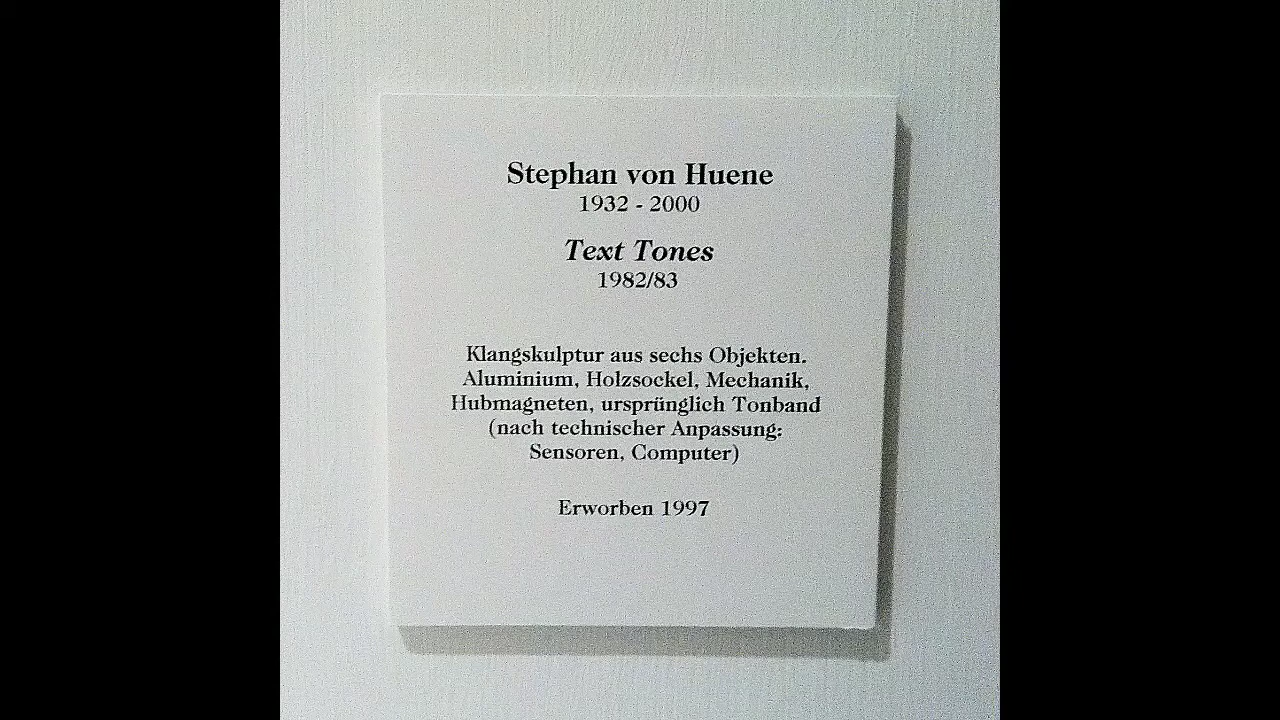 Stephan von Huene
1932 - 2000
Text Tones
1982/83
Klangskulptur aus sechs Objekten.
Aluminium, Holzsockel, Mechanik,
Hubmagneten, ursprünglich Tonband
(nach technischer Anpassung:
Sensoren, Computer)
Erworben 1997